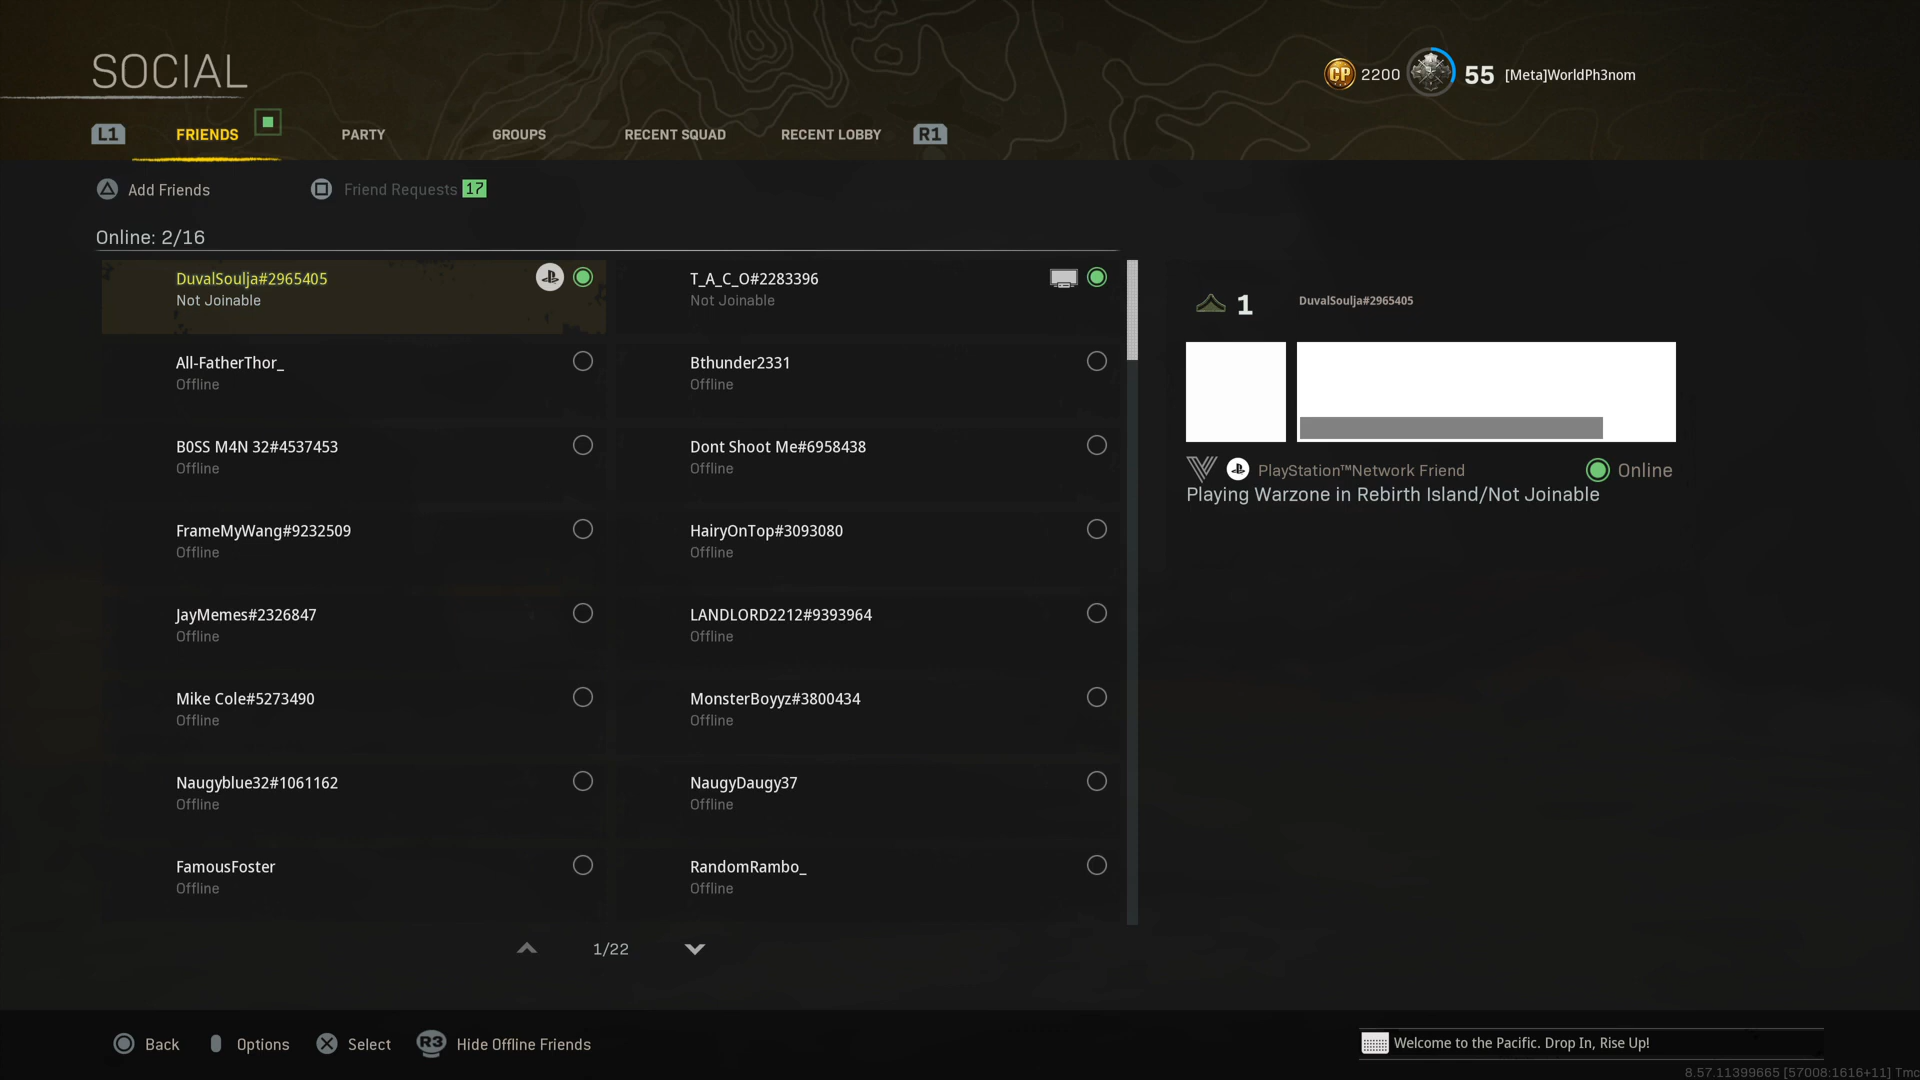 SOCIAL
CP 2200 55 [Meta]WorldPh3nom
L1 FRIENDS PARTY GROUPS RECENT SQUAD RECENT LOBBY R1
Add Friends Friend Requests 17
Online: 2/16
DuvalSoulja#2965405
Not Joinable
T_A_C_O#2283396
Not Joinable
All-FatherThor_
Offline
Bthunder2331
Offline
B0SS M4N 32#4537453
Offline
Dont Shoot Me#6958438
Offline
FrameMyWang#9232509
Offline
HairyOnTop#3093080
Offline
JayMemes#2326847
Offline
LANDLORD2212#9393964
Offline
Mike Cole#5273490
Offline
MonsterBoyyz#3800434
Offline
Naugyblue32#1061162
Offline
NaugyDaugy37
Offline
FamousFoster
Offline
RandomRambo_
Offline
1/22
1 DuvalSoulja#2965405
PlayStation™Network Friend Online
Playing Warzone in Rebirth Island/Not Joinable
Back Options Select R3 Hide Offline Friends
Welcome to the Pacific. Drop In, Rise Up!
8.57.11399665 [57008:1616+11] Tmc